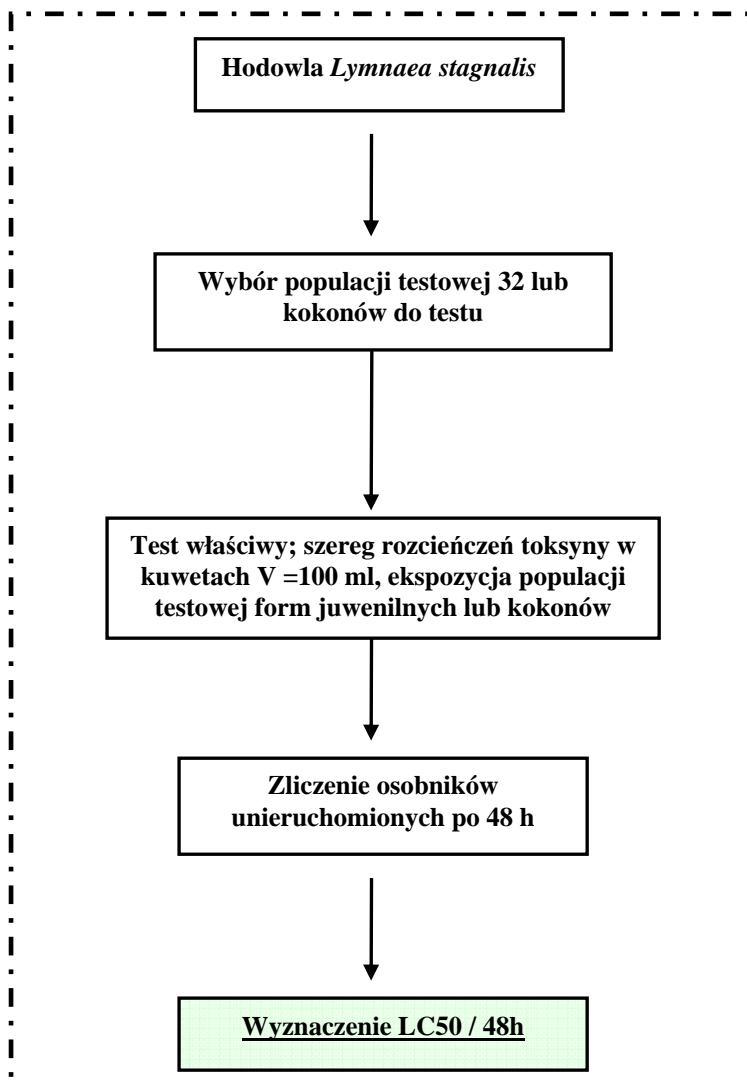 Hodowla Lymnaea stagnalis
Wybór populacji testowej 32 lub
kokonów do testu
Test właściwy; szereg rozcieńczeń toksyny w
kuwetach V =100 ml, ekspozycja populacji
testowej form juwenilnych lub kokonów
Zliczenie osobników
unieruchomionych po 48 h
Wyznaczenie LC50 / 48h